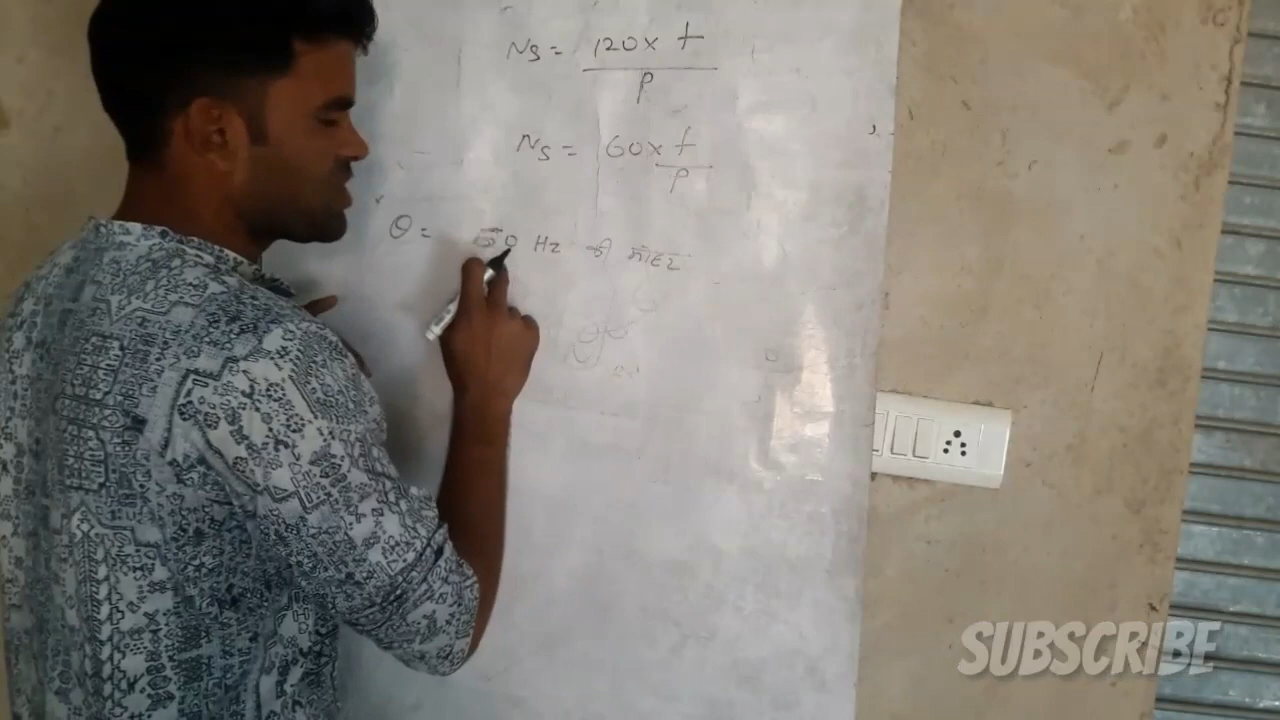 Ns = 120 x f
P
Ns = 60 x f
P
Q = 50 Hz की मोटर
SUBSCRIBE